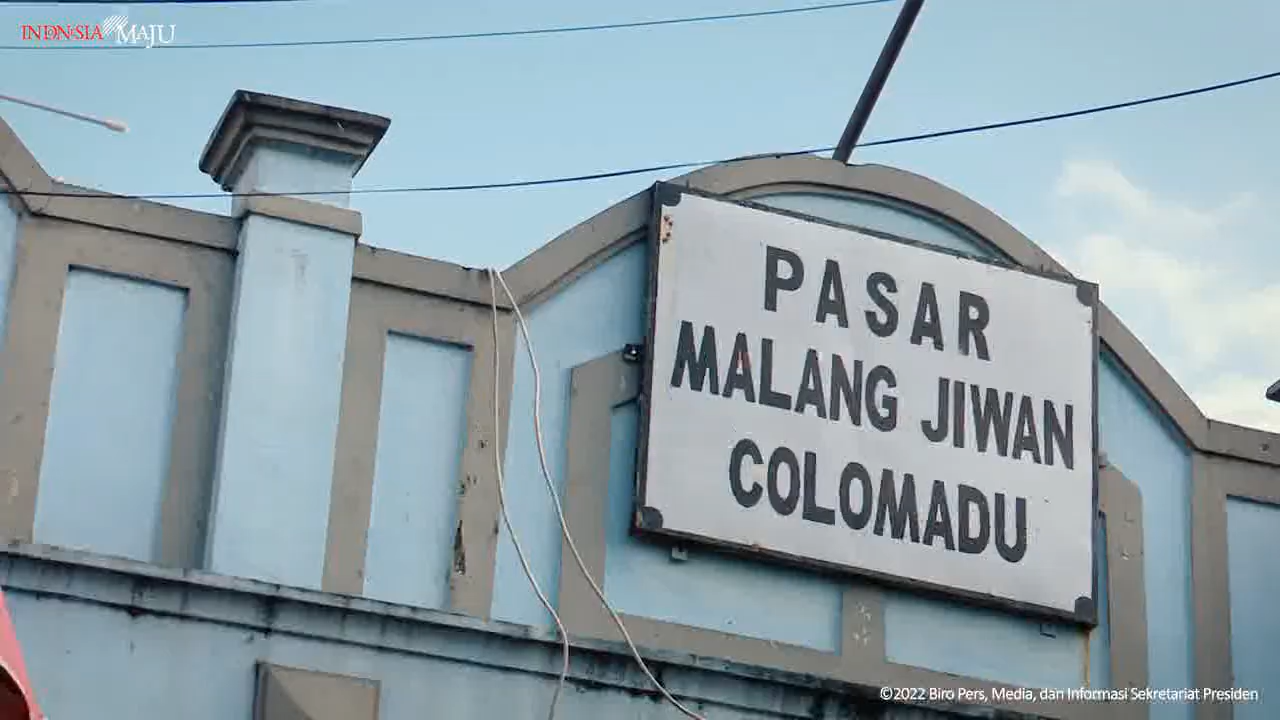 INDONESIA MAJU
PASAR
MALANG JIWAN
COLOMADU
©2022 Biro Pers, Media, dan Informasi Sekretariat Presiden